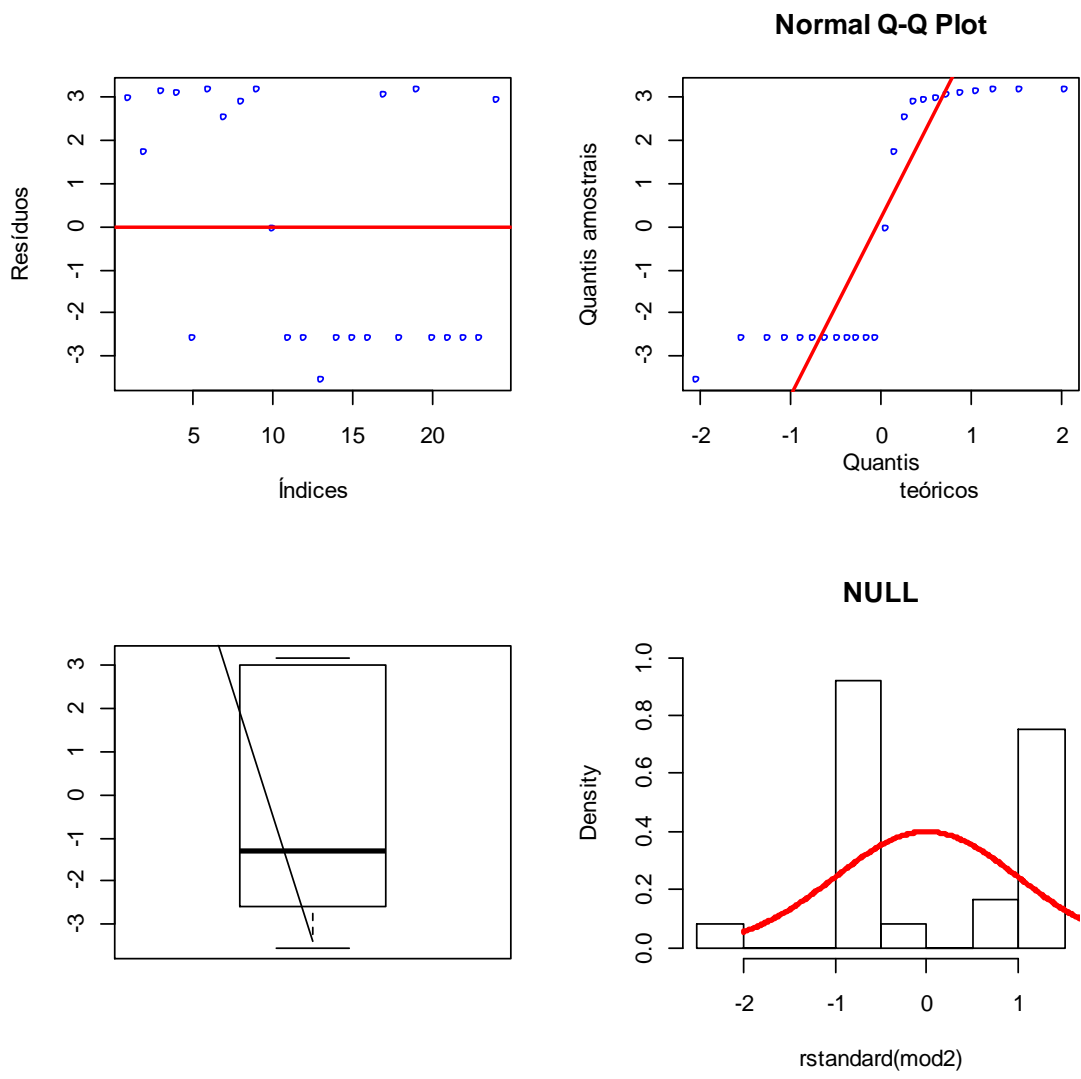 Normal Q-Q Plot
Resíduos
3
2
1
0
-1
-2
-3
5 10 15 20
Índices
Quantis amostrais
3
2
1
0
-1
-2
-3
-2 -1 0 1 2
Quantis
teóricos
3
2
1
0
-1
-2
-3
NULL
Density
1.0
0.8
0.6
0.4
0.2
0.0
-2 -1 0 1
rstandard(mod2)